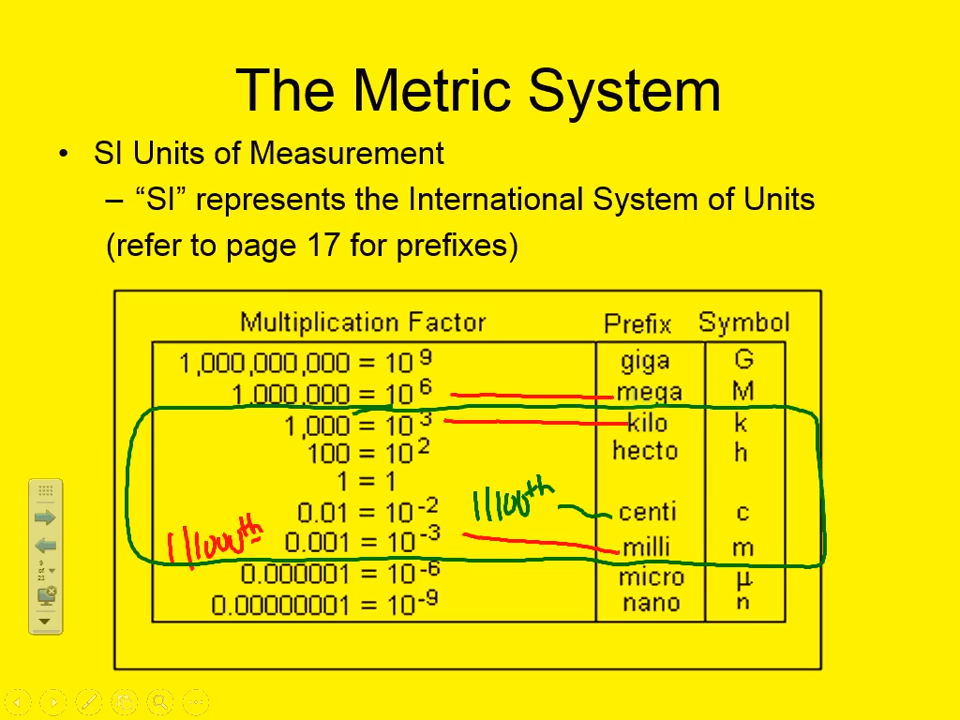 The Metric System
• SI Units of Measurement
– “SI” represents the International System of Units
(refer to page 17 for prefixes)
Multiplication Factor Prefix Symbol
1,000,000,000 = 10⁹ giga G
1,000,000 = 10⁶ mega M
1,000 = 10³ kilo k
100 = 10² hecto h
1 = 1
1/100th
0.01 = 10⁻² centi c
1/1000th
0.001 = 10⁻³ milli m
0.000001 = 10⁻⁶ micro µ
0.00000001 = 10⁻⁹ nano n
9
of
23